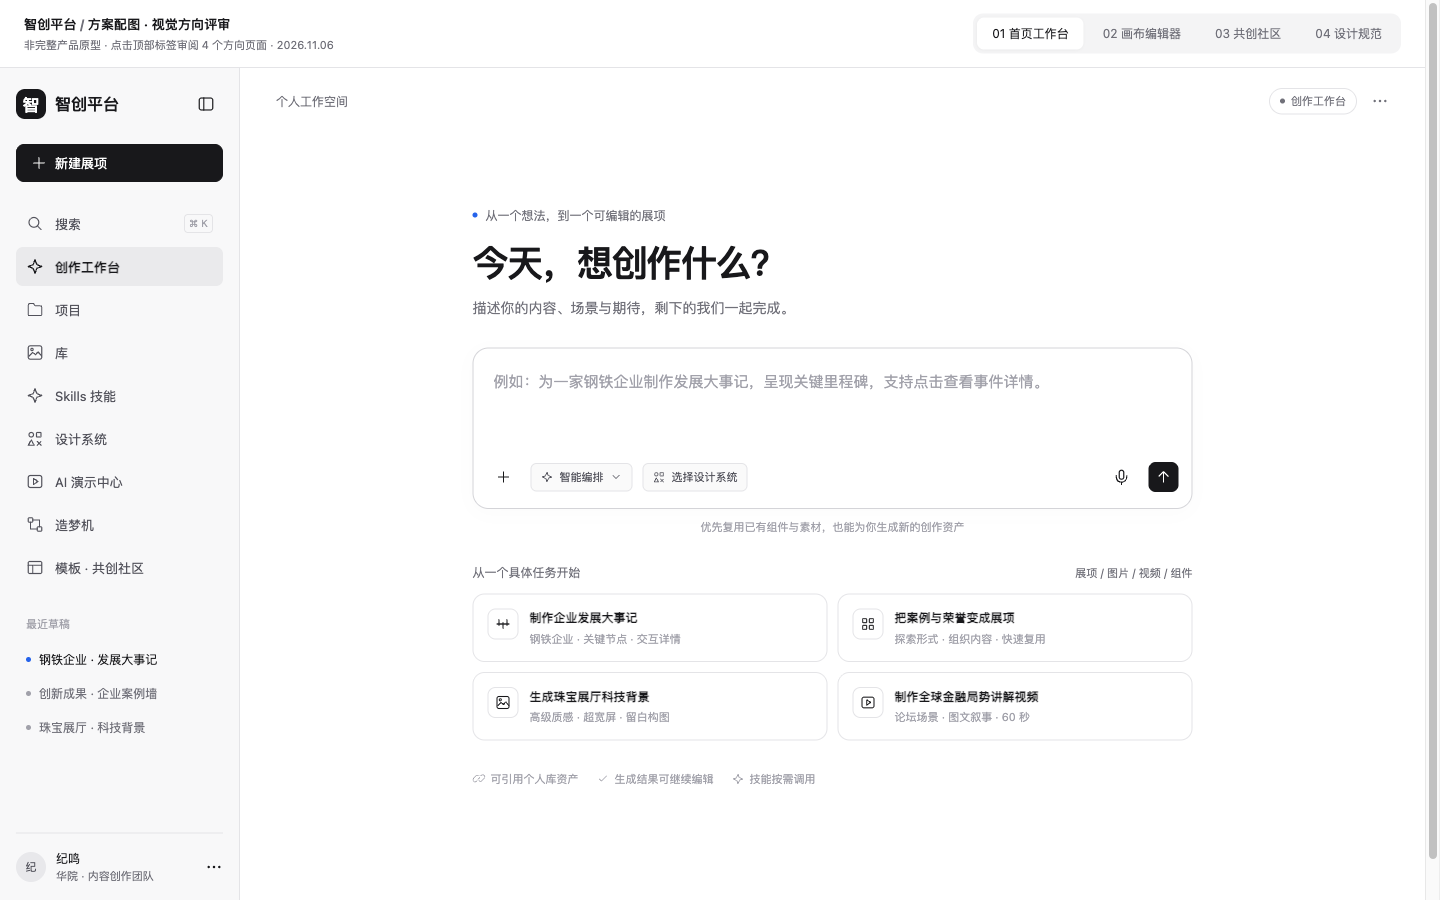 智创平台 / 方案配图 · 视觉方向评审
非完整产品原型 · 点击顶部标签审阅 4 个方向页面 · 2026.11.06
01 首页工作台
02 画布编辑器
03 共创社区
04 设计规范
智 智创平台
新建展项
搜索 ⌘ K
创作工作台
项目
库
Skills 技能
设计系统
AI 演示中心
造梦机
模板 · 共创社区
最近草稿
钢铁企业 · 发展大事记
创新成果 · 企业案例墙
珠宝展厅 · 科技背景
纪 纪鸣
华院 · 内容创作团队
个人工作空间
创作工作台
从一个想法，到一个可编辑的展项
今天，想创作什么?
描述你的内容、场景与期待，剩下的我们一起完成。
例如：为一家钢铁企业制作发展大事记，呈现关键里程碑，支持点击查看事件详情。
智能编排
选择设计系统
优先复用已有组件与素材，也能为你生成新的创作资产
从一个具体任务开始
展项 / 图片 / 视频 / 组件
制作企业发展大事记
钢铁企业 · 关键节点 · 交互详情
把案例与荣誉变成展项
探索形式 · 组织内容 · 快速复用
生成珠宝展厅科技背景
高级质感 · 超宽屏 · 留白构图
制作全球金融局势讲解视频
论坛场景 · 图文叙事 · 60 秒
可引用个人库资产
生成结果可继续编辑
技能按需调用